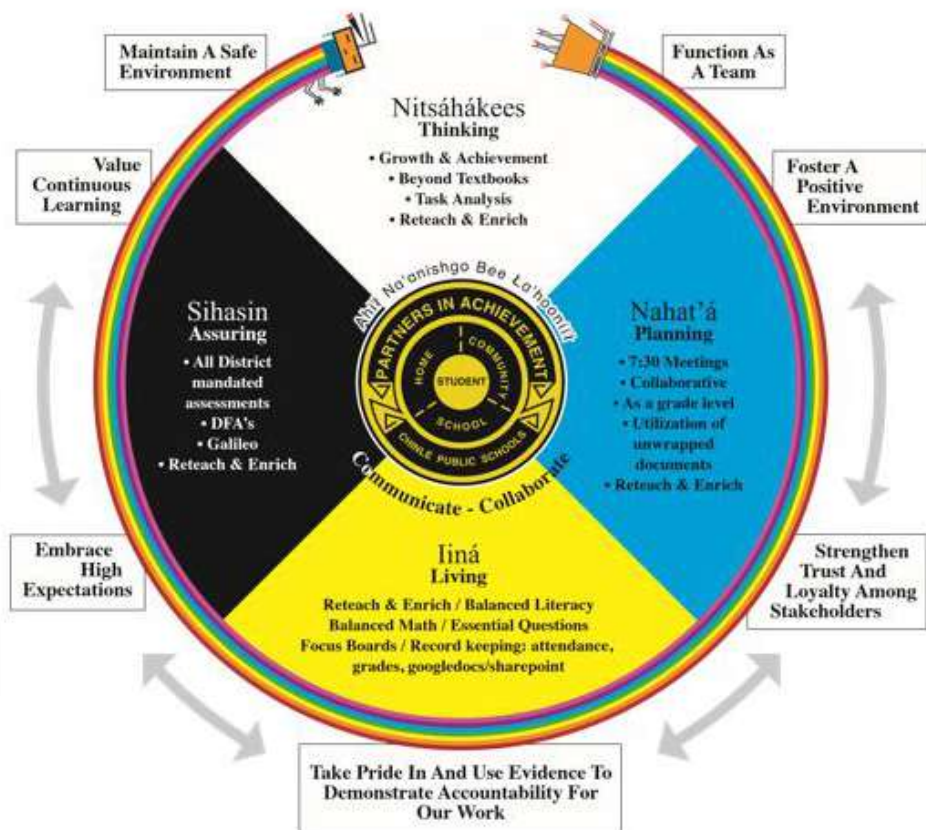 Maintain A Safe
Environment
Function As
A Team
Value
Continuous
Learning
Foster A
Positive
Environment
Nitsáhákees
Thinking
• Growth & Achievement
• Beyond Textbooks
• Task Analysis
• Reteach & Enrich
Sihasin
Assuring
• All District
mandated
assessments
• DFA's
• Galileo
• Reteach & Enrich
Na'anishgo Bee
PARTNERS IN ACHIEVEMENT
HOME
COMMUNITY
STUDENT
SCHOOL
CHINLE PUBLIC SCHOOLS
Communicate - Collaborate
Nahat'á
Planning
• 7:30 Meetings
• Collaborative
• As a grade level
• Utilization of
unwrapped
documents
• Reteach & Enrich
Iiná
Living
Reteach & Enrich / Balanced Literacy
Balanced Math / Essential Questions
Focus Boards / Record keeping: attendance,
grades, googledocs/sharepoint
Embrace
High
Expectations
Strengthen
Trust And
Loyalty Among
Stakeholders
Take Pride In And Use Evidence To
Demonstrate Accountability For
Our Work